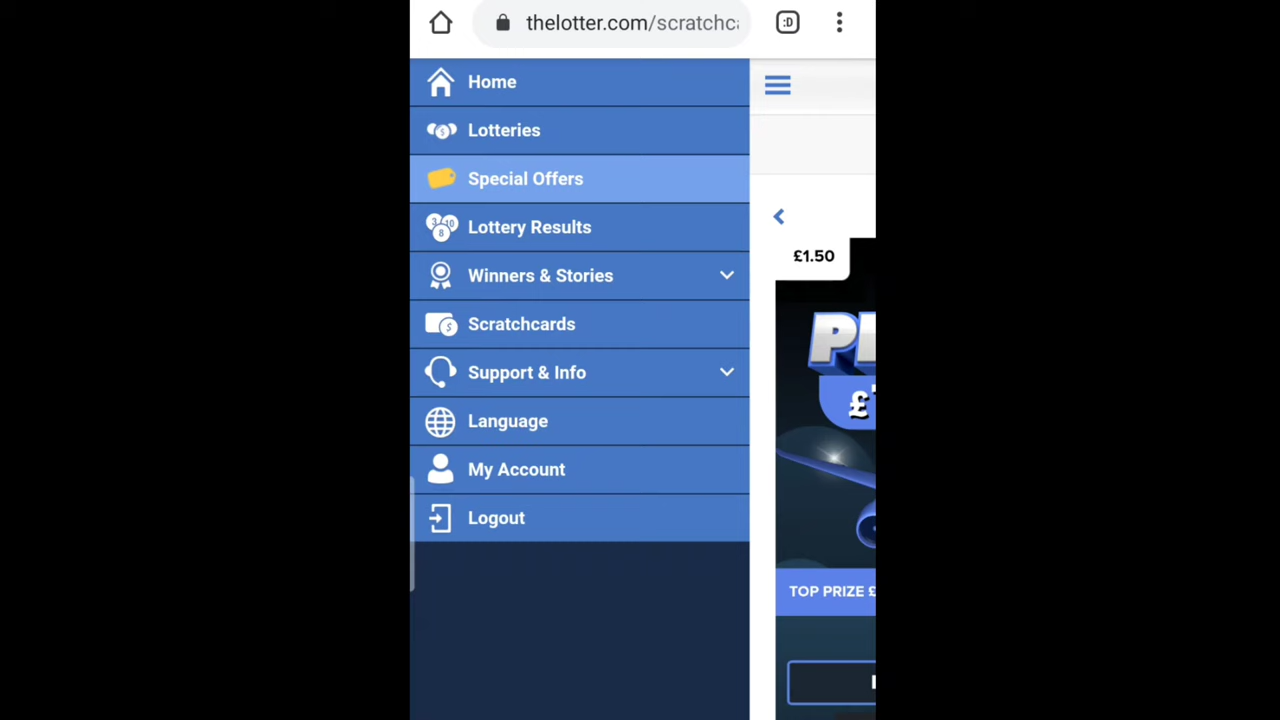 thelotter.com/scratchc
:D
Home
Lotteries
Special Offers
Lottery Results
Winners & Stories
Scratchcards
Support & Info
Language
My Account
Logout
£1.50
£
TOP PRIZE £